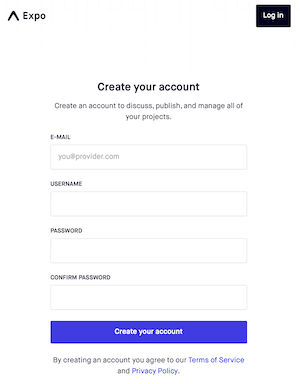 Expo
Log in
Create your account
Create an account to discuss, publish, and manage all of
your projects.
E-MAIL
you@provider.com
USERNAME
PASSWORD
CONFIRM PASSWORD
Create your account
By creating an account you agree to our Terms of Service
and Privacy Policy.